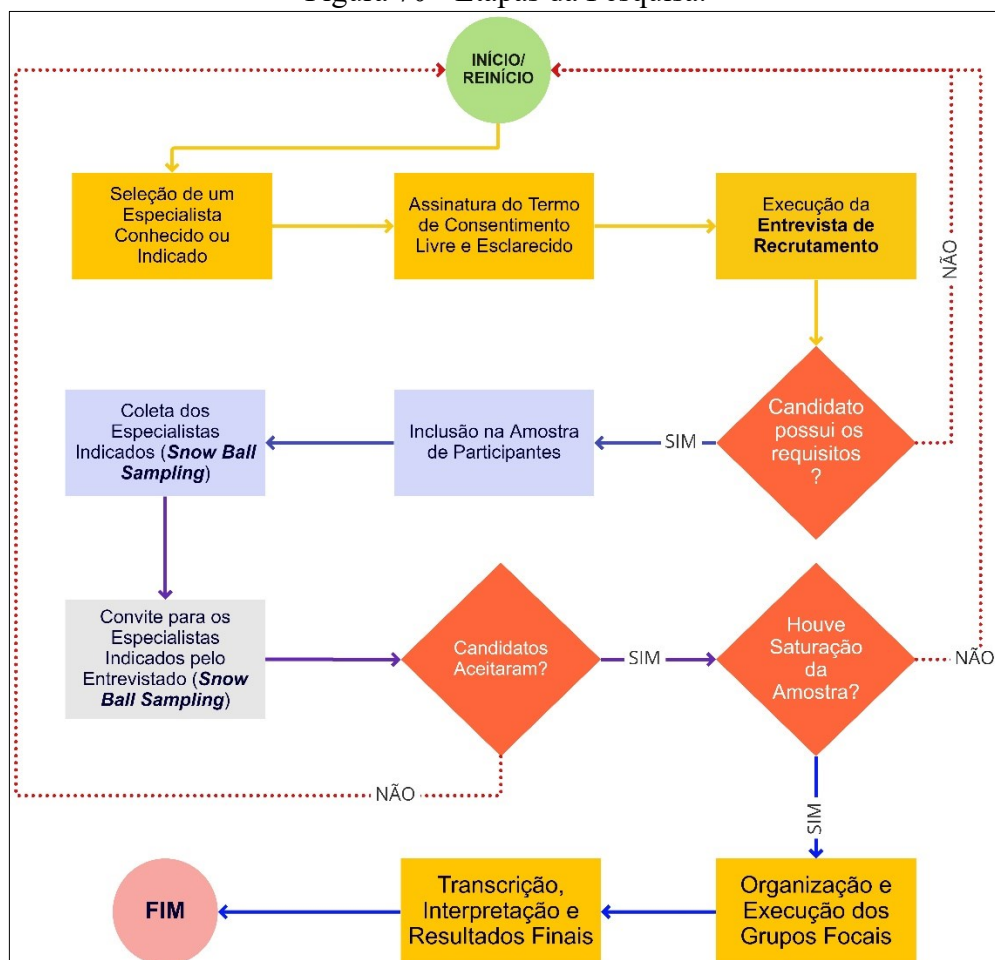 INÍCIO/
REINÍCIO
Seleção de um
Especialista
Conhecido ou
Indicado
Assinatura do Termo
de Consentimento
Livre e Esclarecido
Execução da
Entrevista de
Recrutamento
NÃO
Candidato
possui os
requisitos
?
SIM
Inclusão na Amostra
de Participantes
Coleta dos
Especialistas
Indicados (Snow Ball
Sampling)
Convite para os
Especialistas
Indicados pelo
Entrevistado (Snow
Ball Sampling)
Candidatos
Aceitaram?
SIM
Houve
Saturação
da
Amostra?
NÃO
NÃO
SIM
Organização e
Execução dos
Grupos Focais
Transcrição,
Interpretação e
Resultados Finais
FIM